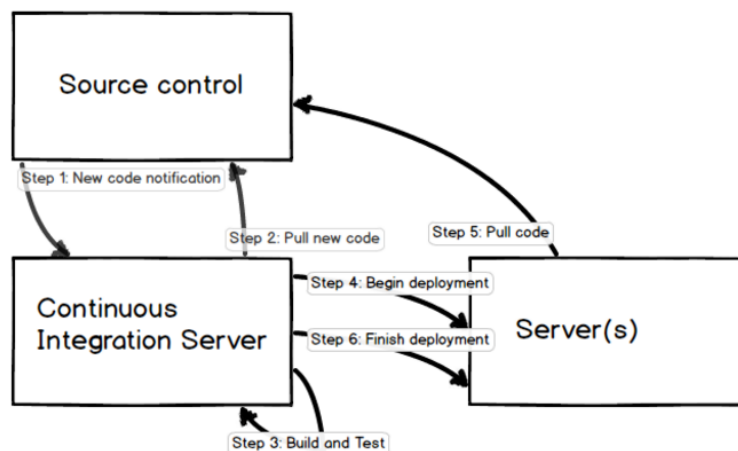 Source control
Step 1: New code notification
Step 2: Pull new code
Step 5: Pull code
Step 4: Begin deployment
Continuous
Integration Server
Server(s)
Step 6: Finish deployment
Step 3: Build and Test